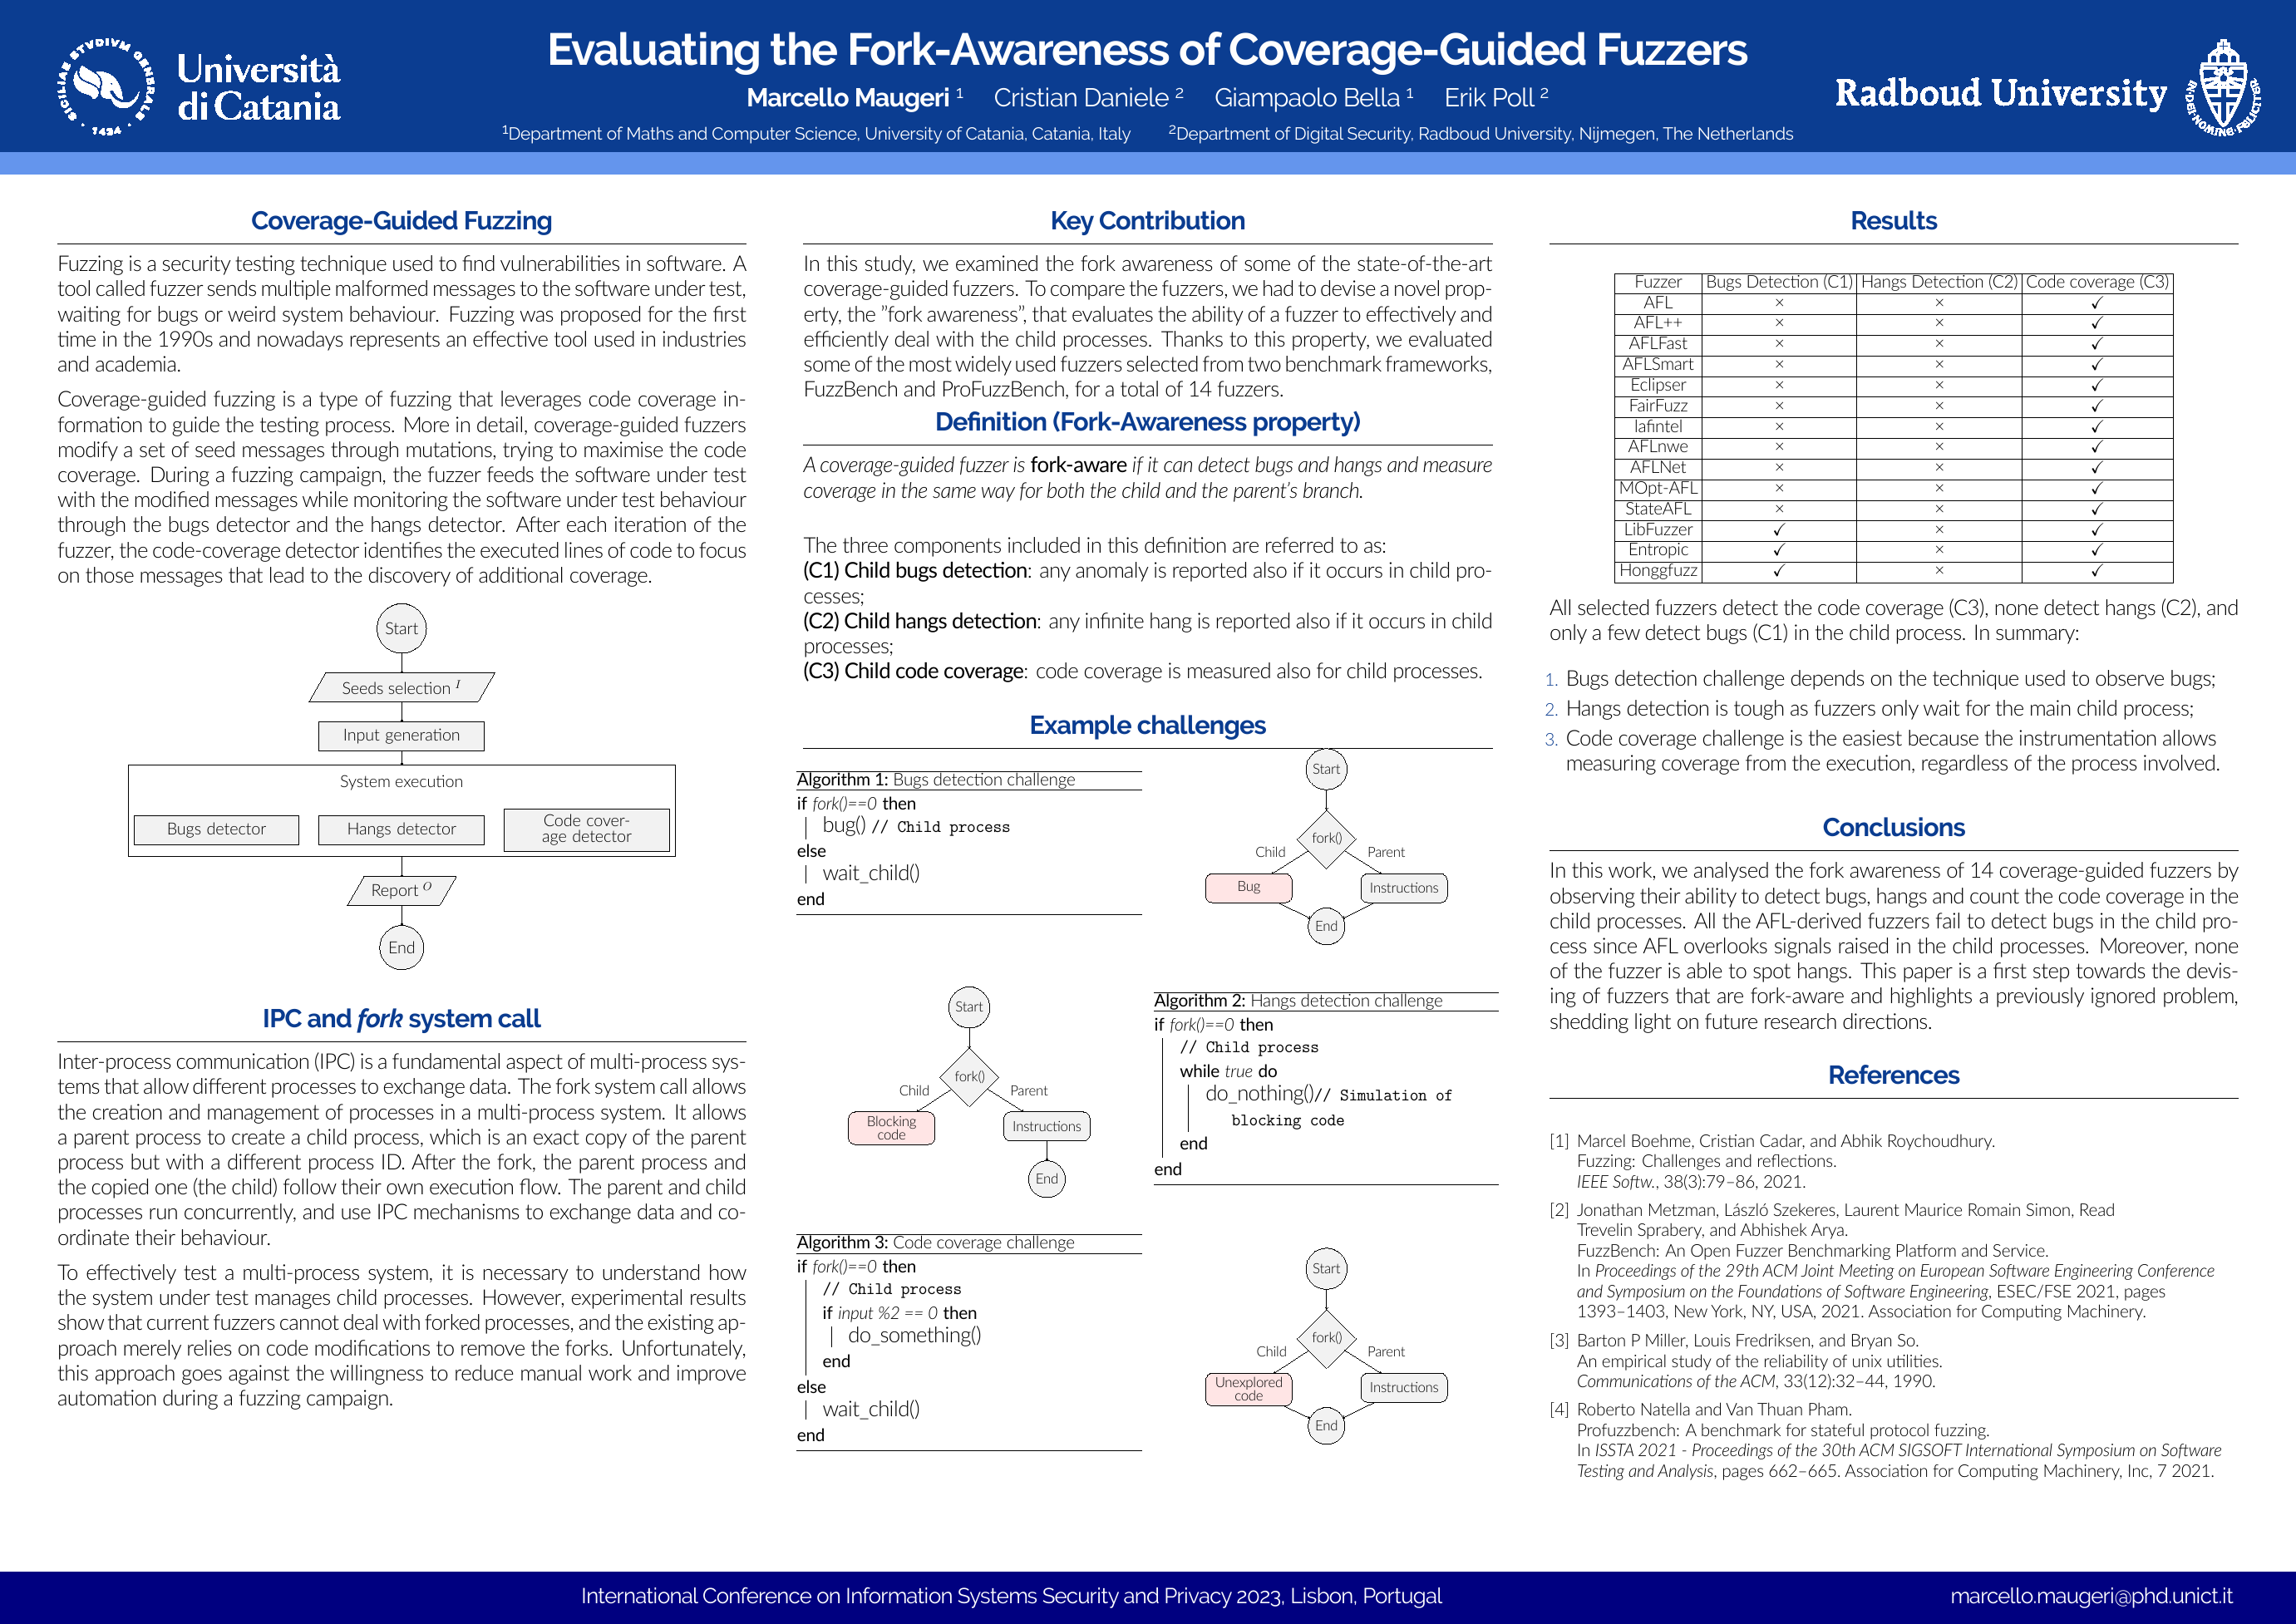 SICILIAE STVDIVM GENERALE
1434
Università
di Catania
Evaluating the Fork-Awareness of Coverage-Guided Fuzzers
Marcello Maugeri 1 Cristian Daniele 2 Giampaolo Bella 1 Erik Poll 2
1Department of Maths and Computer Science, University of Catania, Catania, Italy 2Department of Digital Security, Radboud University, Nijmegen, The Netherlands
Radboud University
Coverage-Guided Fuzzing
Fuzzing is a security testing technique used to find vulnerabilities in software. A
tool called fuzzer sends multiple malformed messages to the software under test,
waiting for bugs or weird system behaviour. Fuzzing was proposed for the first
time in the 1990s and nowadays represents an effective tool used in industries
and academia.
Coverage-guided fuzzing is a type of fuzzing that leverages code coverage in-
formation to guide the testing process. More in detail, coverage-guided fuzzers
modify a set of seed messages through mutations, trying to maximise the code
coverage. During a fuzzing campaign, the fuzzer feeds the software under test
with the modified messages while monitoring the software under test behaviour
through the bugs detector and the hangs detector. After each iteration of the
fuzzer, the code-coverage detector identifies the executed lines of code to focus
on those messages that lead to the discovery of additional coverage.
Start
Seeds selection I
Input generation
System execution
Bugs detector Hangs detector Code cover-
age detector
Report O
End
IPC and fork system call
Inter-process communication (IPC) is a fundamental aspect of multi-process sys-
tems that allow different processes to exchange data. The fork system call allows
the creation and management of processes in a multi-process system. It allows
a parent process to create a child process, which is an exact copy of the parent
process but with a different process ID. After the fork, the parent process and
the copied one (the child) follow their own execution flow. The parent and child
processes run concurrently, and use IPC mechanisms to exchange data and co-
ordinate their behaviour.
To effectively test a multi-process system, it is necessary to understand how
the system under test manages child processes. However, experimental results
show that current fuzzers cannot deal with forked processes, and the existing ap-
proach merely relies on code modifications to remove the forks. Unfortunately,
this approach goes against the willingness to reduce manual work and improve
automation during a fuzzing campaign.
Key Contribution
In this study, we examined the fork awareness of some of the state-of-the-art
coverage-guided fuzzers. To compare the fuzzers, we had to devise a novel prop-
erty, the ”fork awareness”, that evaluates the ability of a fuzzer to effectively and
efficiently deal with the child processes. Thanks to this property, we evaluated
some of the most widely used fuzzers selected from two benchmark frameworks,
FuzzBench and ProFuzzBench, for a total of 14 fuzzers.
Definition (Fork-Awareness property)
A coverage-guided fuzzer is fork-aware if it can detect bugs and hangs and measure
coverage in the same way for both the child and the parent's branch.
The three components included in this definition are referred to as:
(C1) Child bugs detection: any anomaly is reported also if it occurs in child pro-
cesses;
(C2) Child hangs detection: any infinite hang is reported also if it occurs in child
processes;
(C3) Child code coverage: code coverage is measured also for child processes.
Example challenges
Algorithm 1: Bugs detection challenge
if fork()==0 then
bug() // Child process
else
wait_child()
end
Start
fork()
Child Parent
Bug Instructions
End
Start
fork()
Child Parent
Blocking
code
Instructions
End
Algorithm 2: Hangs detection challenge
if fork()==0 then
// Child process
while true do
do_nothing()// Simulation of
blocking code
end
end
Algorithm 3: Code coverage challenge
if fork()==0 then
// Child process
if input %2 == 0 then
do_something()
end
else
wait_child()
end
Start
fork()
Child Parent
Unexplored
code
Instructions
End
Results
Fuzzer Bugs Detection (C1) Hangs Detection (C2) Code coverage (C3)
AFL × × ✓
AFL++ × × ✓
AFLFast × × ✓
AFLSmart × × ✓
Eclipser × × ✓
FairFuzz × × ✓
lafintel × × ✓
AFLnwe × × ✓
AFLNet × × ✓
MOpt-AFL × × ✓
StateAFL × × ✓
LibFuzzer ✓ × ✓
Entropic ✓ × ✓
Honggfuzz ✓ × ✓
All selected fuzzers detect the code coverage (C3), none detect hangs (C2), and
only a few detect bugs (C1) in the child process. In summary:
1. Bugs detection challenge depends on the technique used to observe bugs;
2. Hangs detection is tough as fuzzers only wait for the main child process;
3. Code coverage challenge is the easiest because the instrumentation allows
measuring coverage from the execution, regardless of the process involved.
Conclusions
In this work, we analysed the fork awareness of 14 coverage-guided fuzzers by
observing their ability to detect bugs, hangs and count the code coverage in the
child processes. All the AFL-derived fuzzers fail to detect bugs in the child pro-
cess since AFL overlooks signals raised in the child processes. Moreover, none
of the fuzzer is able to spot hangs. This paper is a first step towards the devis-
ing of fuzzers that are fork-aware and highlights a previously ignored problem,
shedding light on future research directions.
References
[1] Marcel Boehme, Cristian Cadar, and Abhik Roychoudhury.
Fuzzing: Challenges and reflections.
IEEE Softw., 38(3):79–86, 2021.
[2] Jonathan Metzman, László Szekeres, Laurent Maurice Romain Simon, Read
Trevelin Sprabery, and Abhishek Arya.
FuzzBench: An Open Fuzzer Benchmarking Platform and Service.
In Proceedings of the 29th ACM Joint Meeting on European Software Engineering Conference
and Symposium on the Foundations of Software Engineering, ESEC/FSE 2021, pages
1393–1403, New York, NY, USA, 2021. Association for Computing Machinery.
[3] Barton P Miller, Louis Fredriksen, and Bryan So.
An empirical study of the reliability of unix utilities.
Communications of the ACM, 33(12):32–44, 1990.
[4] Roberto Natella and Van Thuan Pham.
Profuzzbench: A benchmark for stateful protocol fuzzing.
In ISSTA 2021 - Proceedings of the 30th ACM SIGSOFT International Symposium on Software
Testing and Analysis, pages 662–665. Association for Computing Machinery, Inc, 7 2021.
International Conference on Information Systems Security and Privacy 2023, Lisbon, Portugal
marcello.maugeri@phd.unict.it